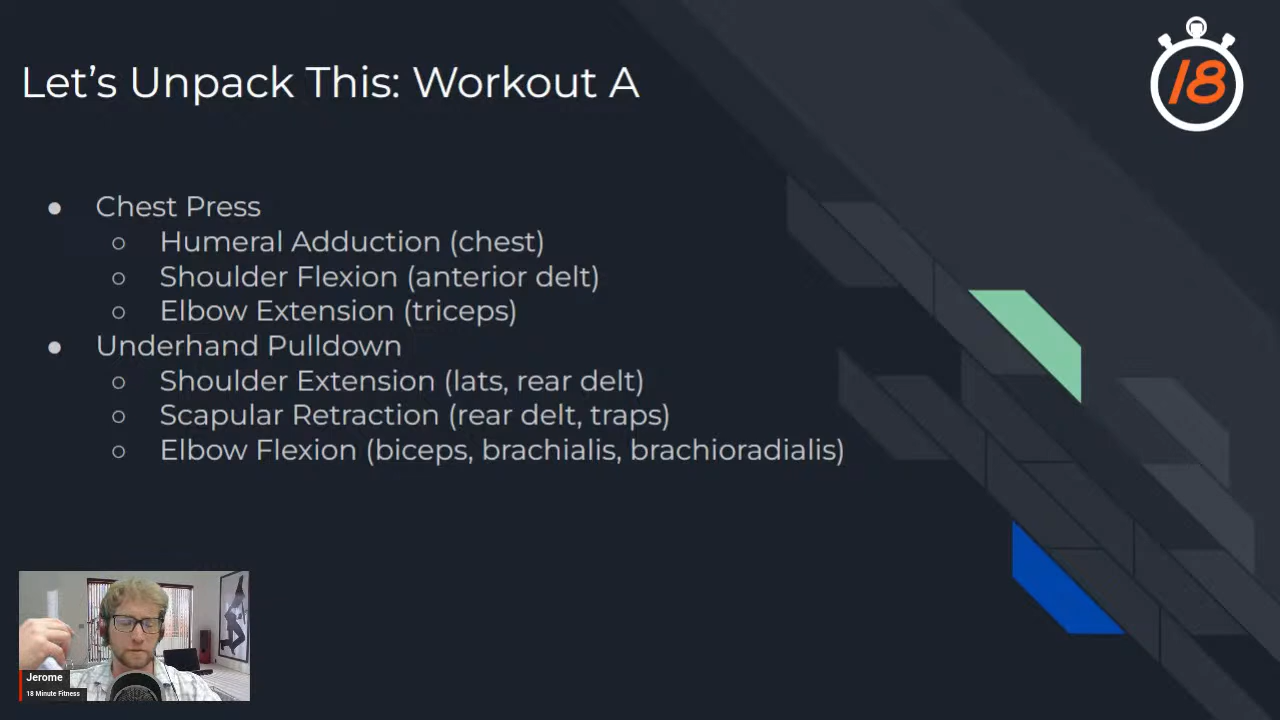 18
Let's Unpack This: Workout A
Chest Press
Humeral Adduction (chest)
Shoulder Flexion (anterior delt)
Elbow Extension (triceps)
Underhand Pulldown
Shoulder Extension (lats, rear delt)
Scapular Retraction (rear delt, traps)
Elbow Flexion (biceps, brachialis, brachioradialis)
Jerome
18 Minute Fitness